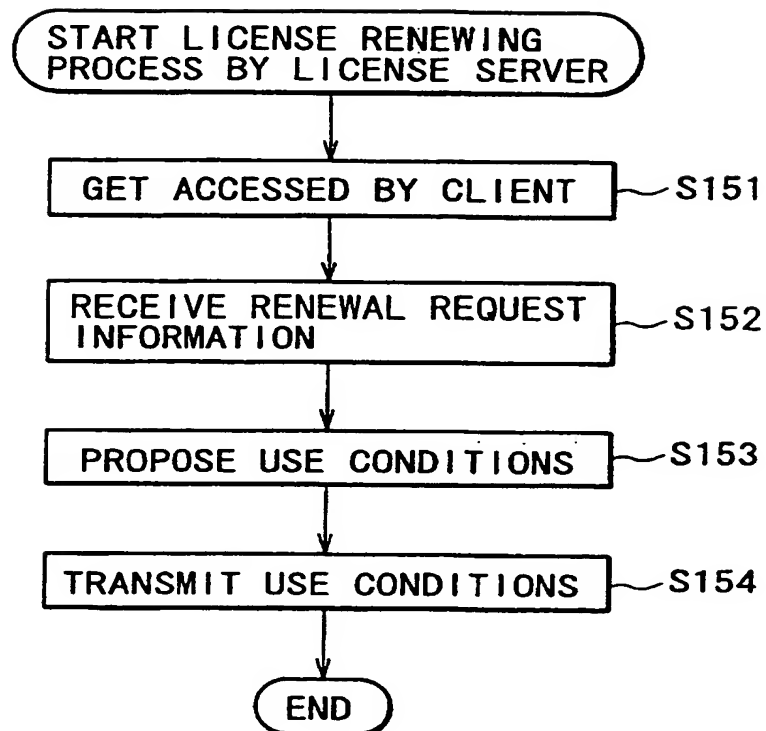 START LICENSE RENEWING
PROCESS BY LICENSE SERVER
GET ACCESSED BY CLIENT
S151
RECEIVE RENEWAL REQUEST
INFORMATION
S152
PROPOSE USE CONDITIONS
S153
TRANSMIT USE CONDITIONS
S154
END